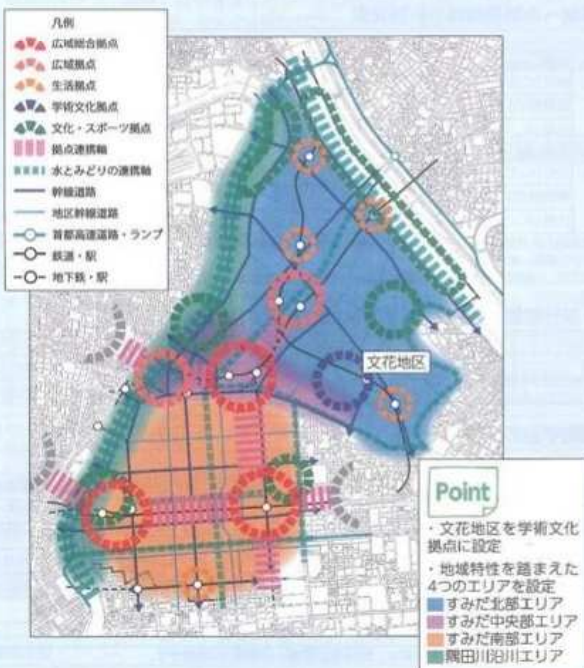 凡例
広域総合拠点
広域拠点
生活拠点
学術文化拠点
文化・スポーツ拠点
拠点連携軸
水とみどりの連携軸
幹線道路
地区幹線道路
首都高速道路・ランプ
鉄道・駅
地下鉄・駅
文花地区
Point
・文花地区を学術文化
拠点に設定
・地域特性を踏まえた
4つのエリアを設定
すみだ北部エリア
すみだ中央部エリア
すみだ南部エリア
隅田川沿川エリア